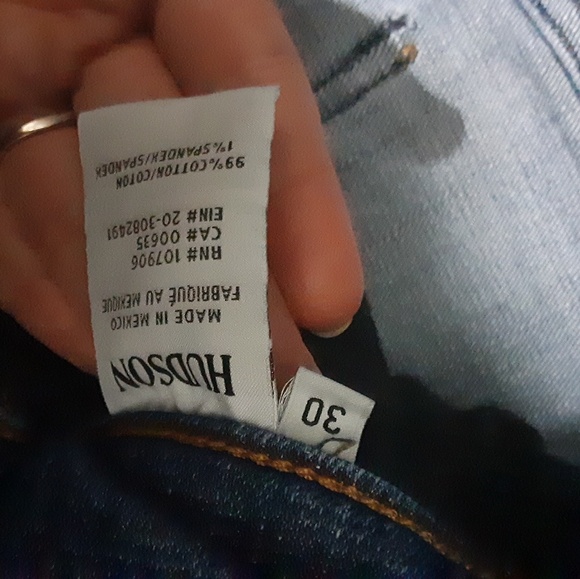 HUDSON
MADE IN MEXICO
FABRIQUÉ AU MEXIQUE
RN# 107906
CA# 00635
EIN# 20-3082491
99%COTTON/COTON
1%SPANDEX/SPANDEX
30